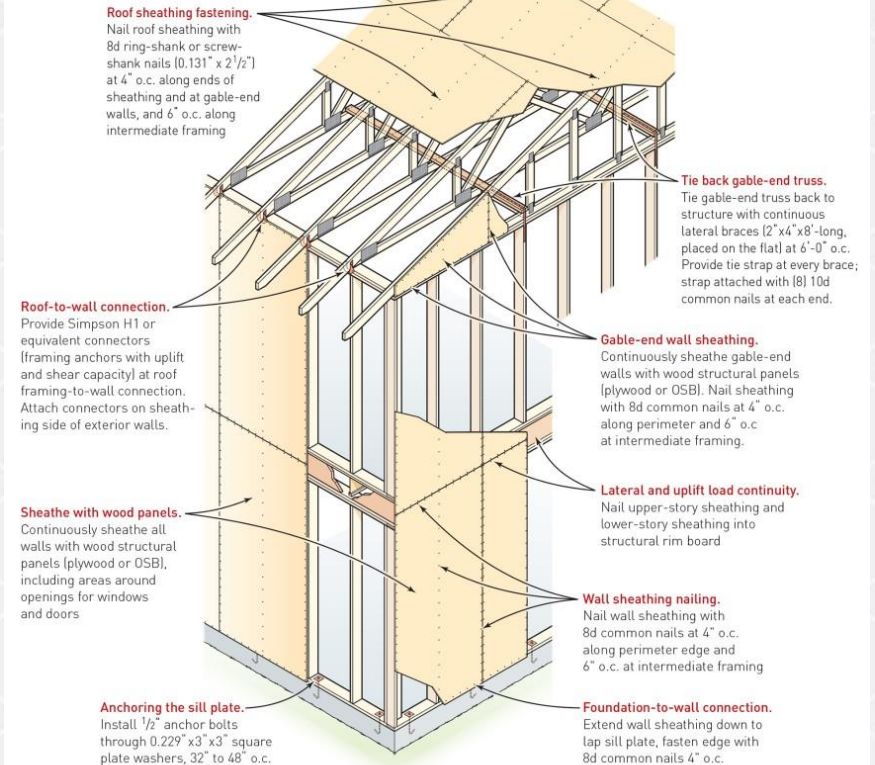 Roof sheathing fastening.
Nail roof sheathing with
8d ring-shank or screw-
shank nails (0.131" x 2 1/2")
at 4" o.c. along ends of
sheathing and at gable-end
walls, and 6" o.c. along
intermediate framing
Tie back gable-end truss.
Tie gable-end truss back to
structure with continuous
lateral braces (2"x4"x8'-long,
placed on the flat) at 6'-0" o.c.
Provide tie strap at every brace;
strap attached with (8) 10d
common nails at each end.
Roof-to-wall connection.
Provide Simpson H1 or
equivalent connectors
(framing anchors with uplift
and shear capacity) at roof
framing-to-wall connection.
Attach connectors on sheath-
ing side of exterior walls.
Gable-end wall sheathing.
Continuously sheathe gable-end
walls with wood structural panels
(plywood or OSB). Nail sheathing
with 8d common nails at 4" o.c.
along perimeter and 6" o.c
at intermediate framing.
Lateral and uplift load continuity.
Nail upper-story sheathing and
lower-story sheathing into
structural rim board
Sheathe with wood panels.
Continuously sheathe all
walls with wood structural
panels (plywood or OSB),
including areas around
openings for windows
and doors
Wall sheathing nailing.
Nail wall sheathing with
8d common nails at 4" o.c.
along perimeter edge and
6" o.c. at intermediate framing
Anchoring the sill plate.
Install 1/2" anchor bolts
through 0.229"x3"x3" square
plate washers, 32" to 48" o.c.
Foundation-to-wall connection.
Extend wall sheathing down to
lap sill plate, fasten edge with
8d common nails 4" o.c.